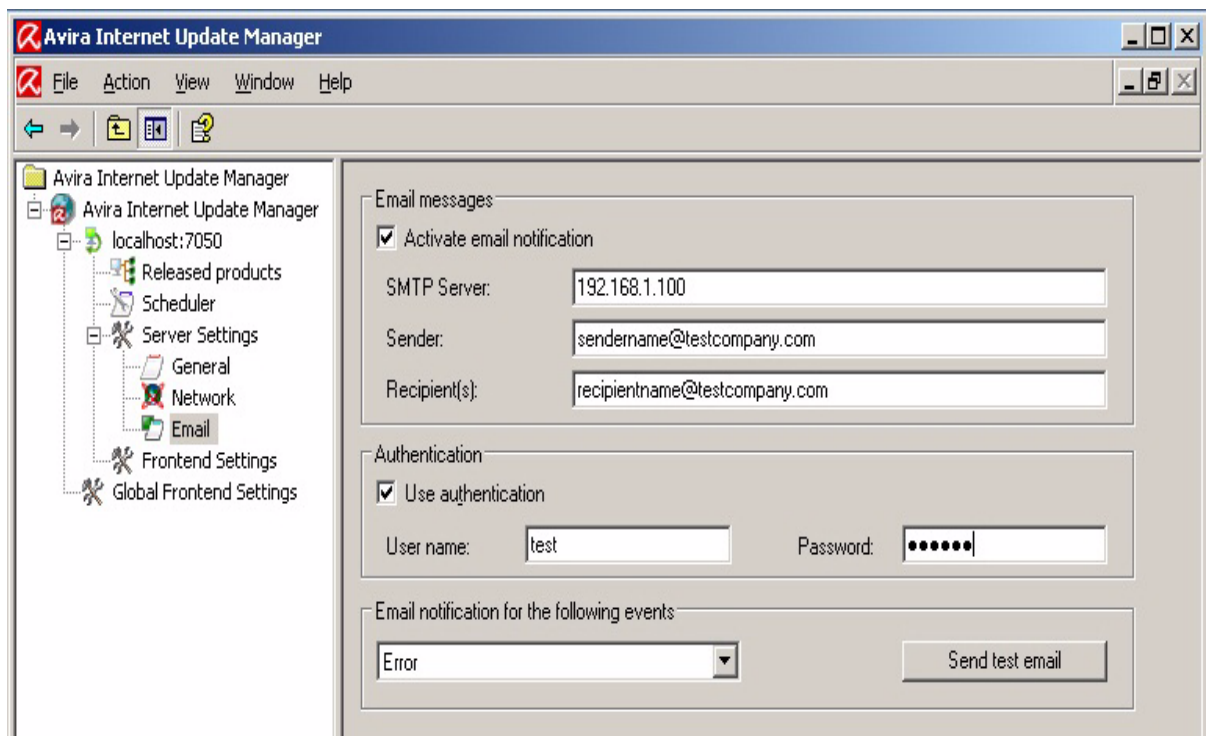 Avira Internet Update Manager
File Action View Window Help
Avira Internet Update Manager
Avira Internet Update Manager
localhost:7050
Released products
Scheduler
Server Settings
General
Network
Email
Frontend Settings
Global Frontend Settings
Email messages
Activate email notification
SMTP Server: 192.168.1.100
Sender: sendername@testcompany.com
Recipient(s): recipientname@testcompany.com
Authentication
Use authentication
User name: test Password: ●●●●●●
Email notification for the following events
Error Send test email